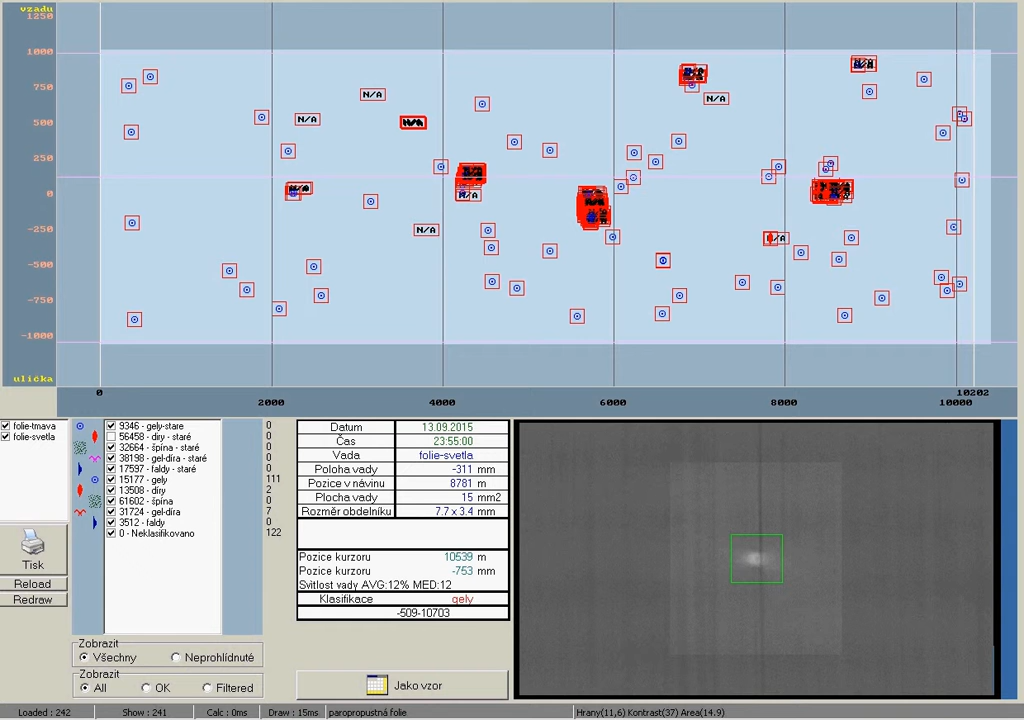 vzadu
1250
1000
750
500
250
0
-250
-500
-750
-1000
ulička
N/A
N/A
N/A
N/A
N/A
N/A
N/A
N/A
N/A
0
2000
4000
6000
8000
10202
10000
folie-tmava
folie-svetla
9346 - gely-stare 0
56458 - díry - staré 0
32664 - špína - staré 0
38198 - gel-díra - staré 0
17597 - faldy - staré 0
15177 - gely 111
13508 - díry 2
61602 - špína 0
31724 - gel-díra 7
3512 - faldy 0
0 - Neklasifikovano 122
Tisk
Reload
Redraw
Zobrazit
Všechny Neprohlídnuté
Zobrazit
All OK Filtered
Datum 13.09.2015
Čas 23:55:00
Vada folie-svetla
Poloha vady -311 mm
Pozice v návinu 8781 m
Plocha vady 15 mm2
Rozměr obdelníku 7.7 x 3.4 mm
Pozice kurzoru 10539 m
Pozice kurzoru -753 mm
Svítlost vady AVG:12% MED:12
Klasifikace gely
-509-10703
Jako vzor
Loaded : 242 Show : 241 Calc : 0ms Draw : 15ms paropropustná folie Hrany(11,6) Kontrast(37) Area(14.9)